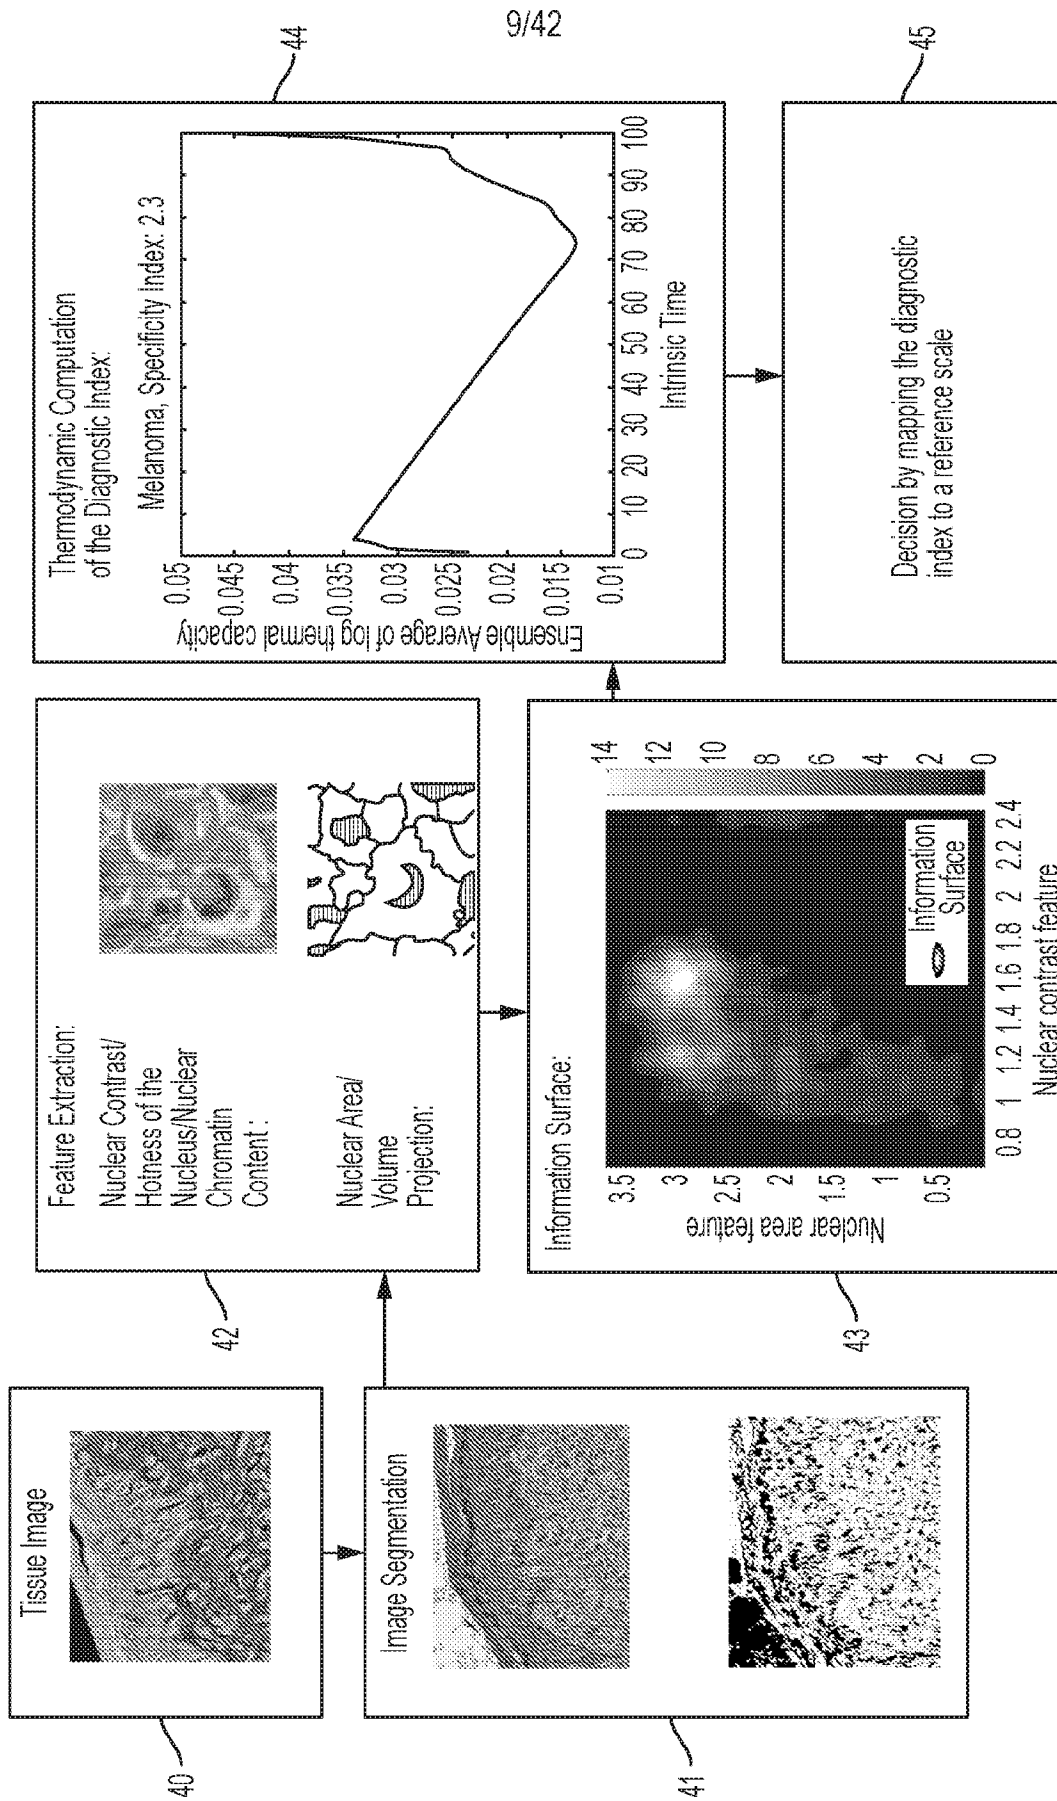 9/42
Tissue Image
40
Image Segmentation
41
Feature Extraction:
Nuclear Contrast/
Hotness of the
Nucleus/Nuclear
Chromatin
Content :
Nuclear Area/
Volume
Projection:
42
Information Surface:
Nuclear area feature
3.5
3
2.5
2
1.5
1
0.5
0.8 1 1.2 1.4 1.6 1.8 2 2.2 2.4
Nuclear contrast feature
Information
Surface
14
12
10
8
6
4
2
0
43
Thermodynamic Computation
of the Diagnostic Index:
Melanoma, Specificity Index: 2.3
Ensemble Average of log thermal capacity
0.05
0.045
0.04
0.035
0.03
0.025
0.02
0.015
0.01
0 10 20 30 40 50 60 70 80 90 100
Intrinsic Time
44
Decision by mapping the diagnostic
index to a reference scale
45